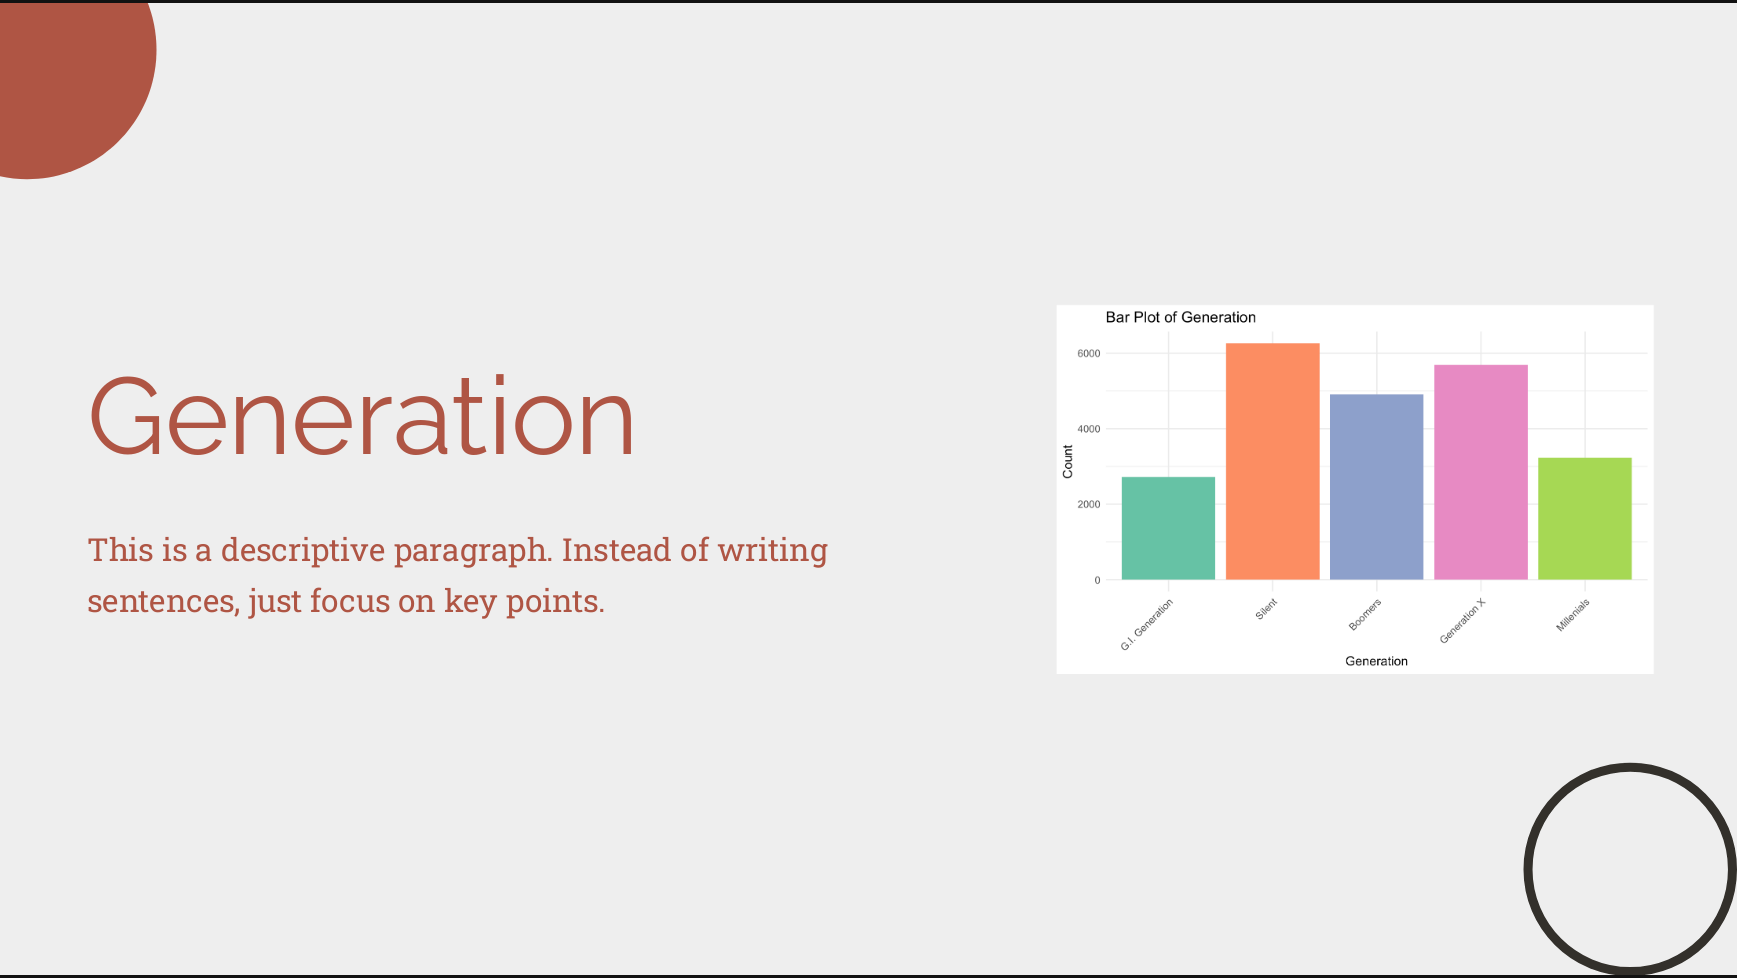 Generation
This is a descriptive paragraph. Instead of writing
sentences, just focus on key points.
Bar Plot of Generation
6000
4000
2000
0
Count
G.I. Generation
Silent
Boomers
Generation X
Millenials
Generation